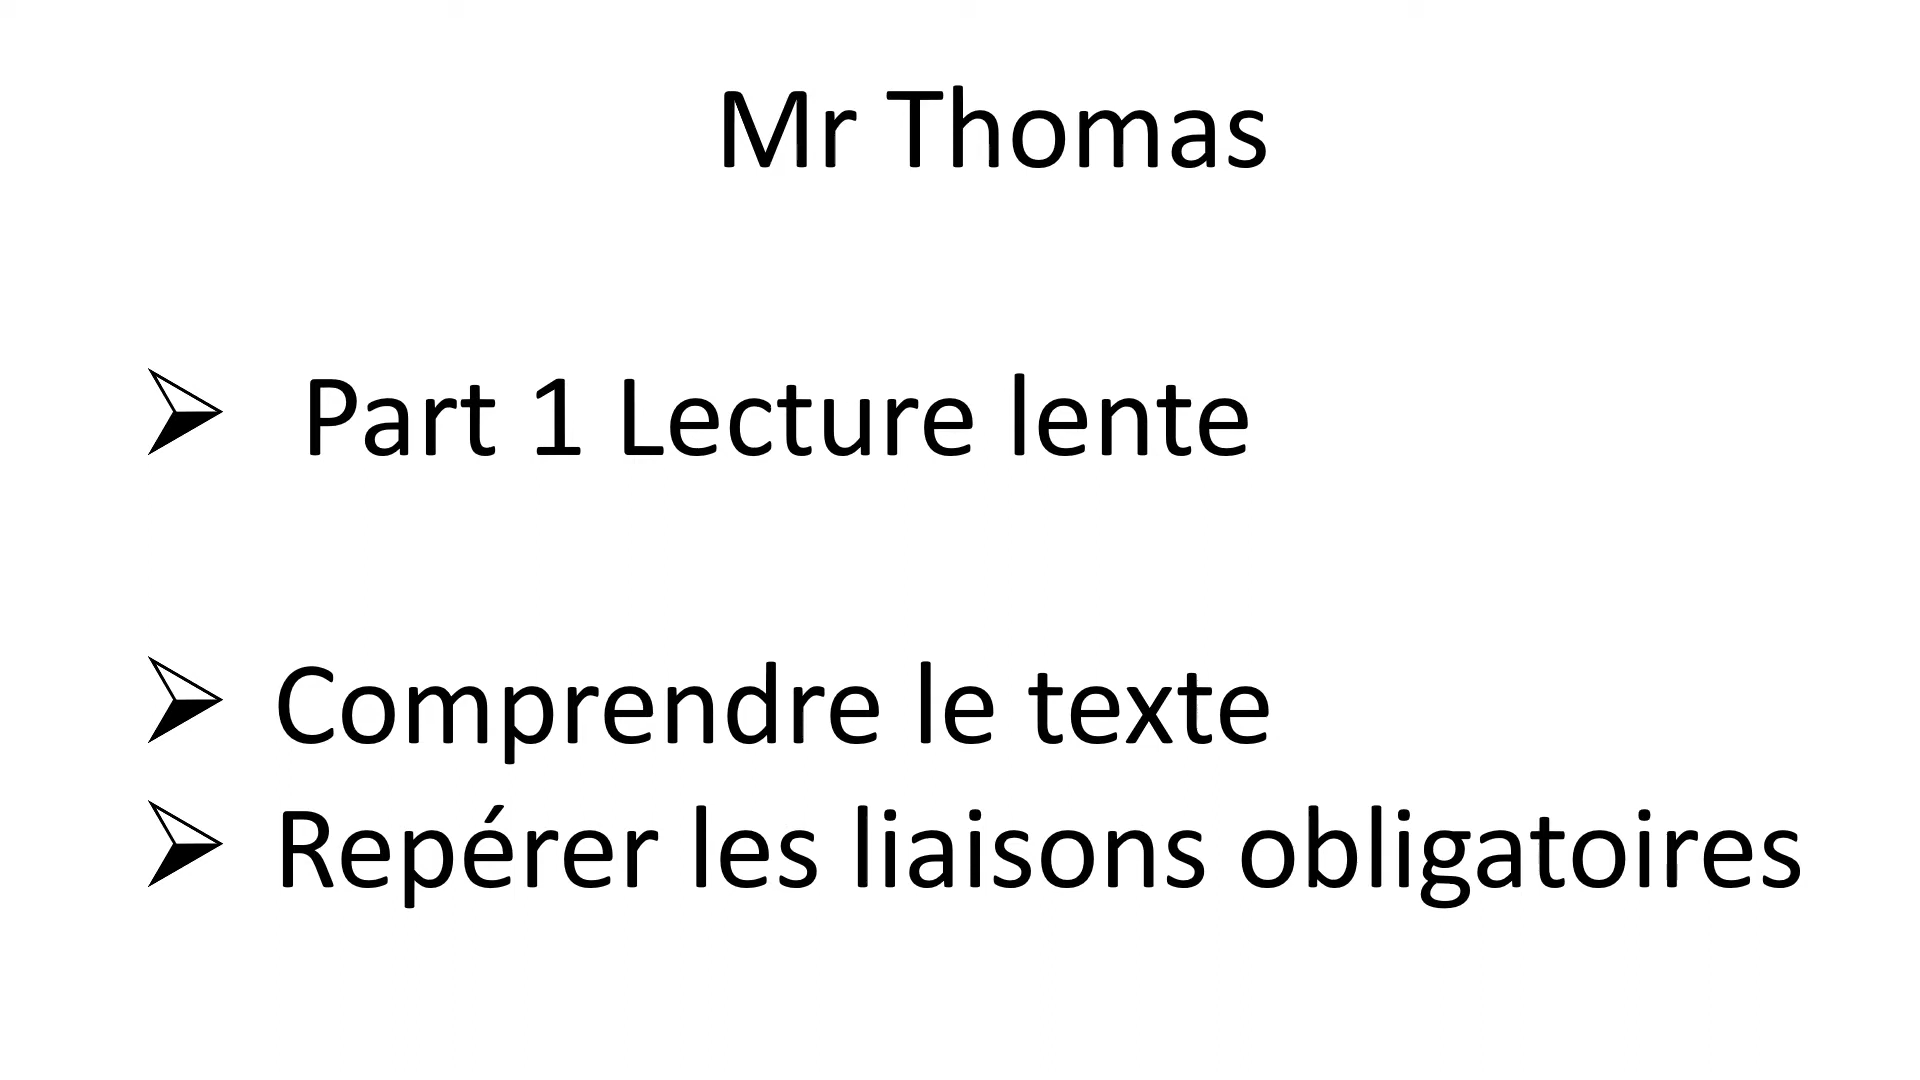 Mr Thomas
➢ Part 1 Lecture lente
➢ Comprendre le texte
➢ Repérer les liaisons obligatoires